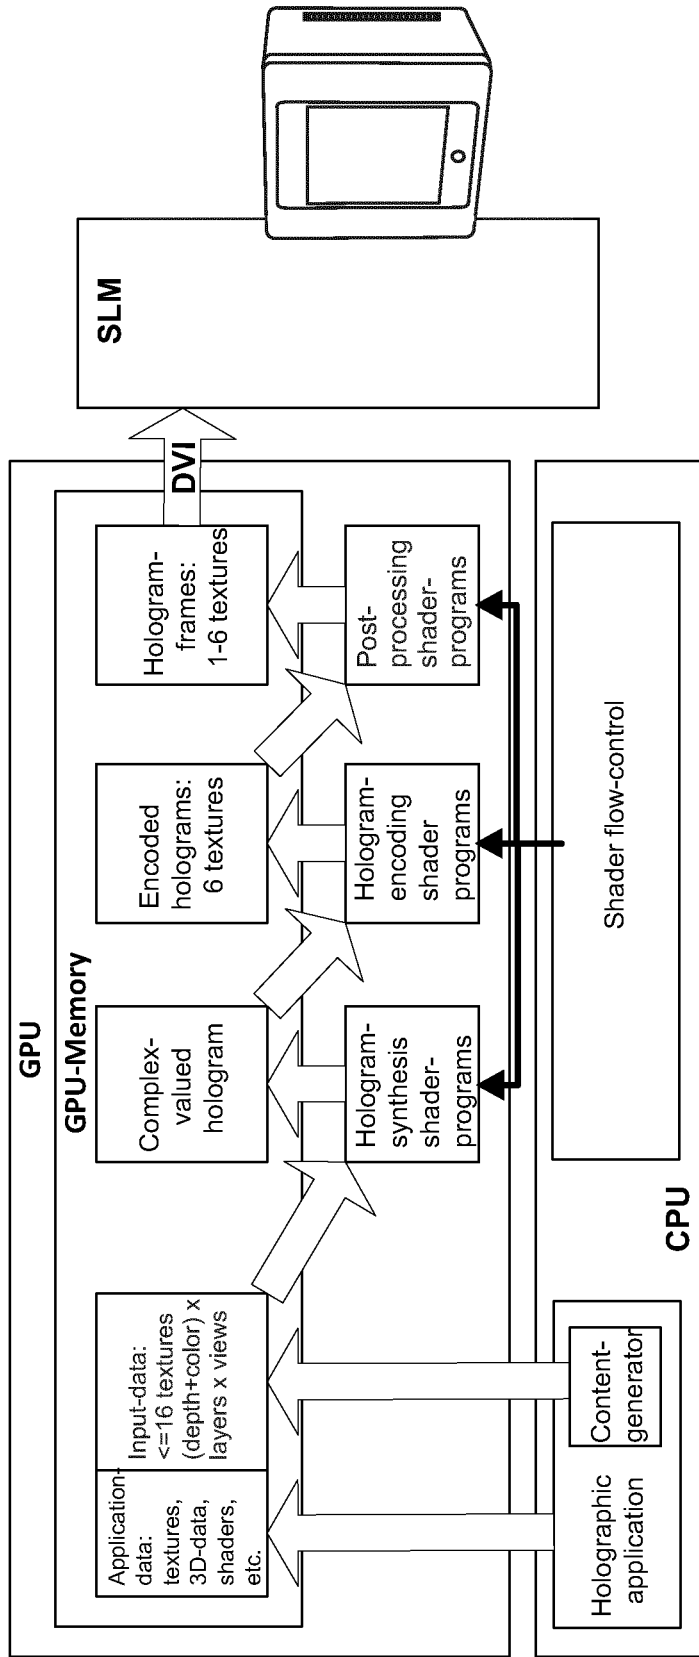 GPU
GPU-Memory
Application-
data:
textures,
3D-data,
shaders,
etc.
Input-data:
<=16 textures
(depth+color) x
layers x views
Complex-
valued
hologram
Encoded
holograms:
6 textures
Hologram-
frames:
1-6 textures
DVI
SLM
Hologram-
synthesis
shader-
programs
Hologram-
encoding
shader
programs
Post-
processing
shader-
programs
Holographic
application
Content-
generator
CPU
Shader flow-control